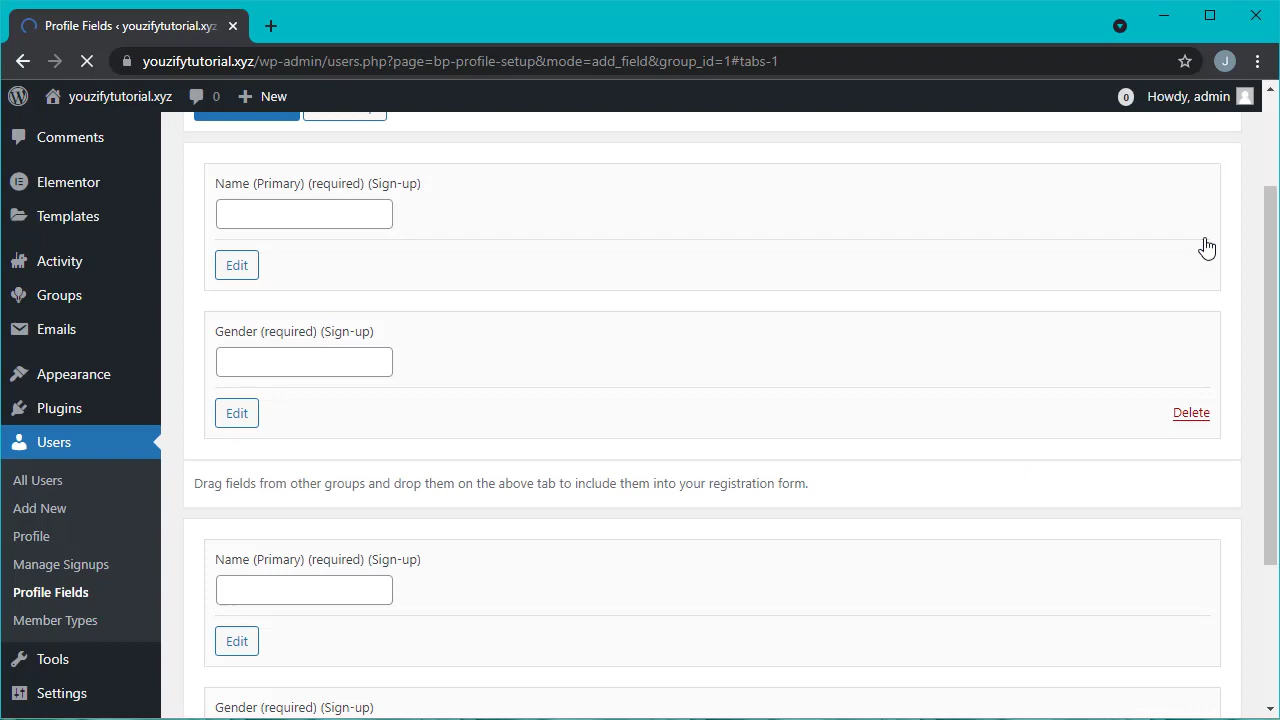 Profile Fields ‹ youzifytutorial.xyz
youzifytutorial.xyz/wp-admin/users.php?page=bp-profile-setup&mode=add_field&group_id=1#tabs-1
J
youzifytutorial.xyz
0
New
0
Howdy, admin
Comments
Elementor
Templates
Activity
Groups
Emails
Appearance
Plugins
Users
All Users
Add New
Profile
Manage Signups
Profile Fields
Member Types
Tools
Settings
Name (Primary) (required) (Sign-up)
Edit
Gender (required) (Sign-up)
Edit
Delete
Drag fields from other groups and drop them on the above tab to include them into your registration form.
Name (Primary) (required) (Sign-up)
Edit
Gender (required) (Sign-up)